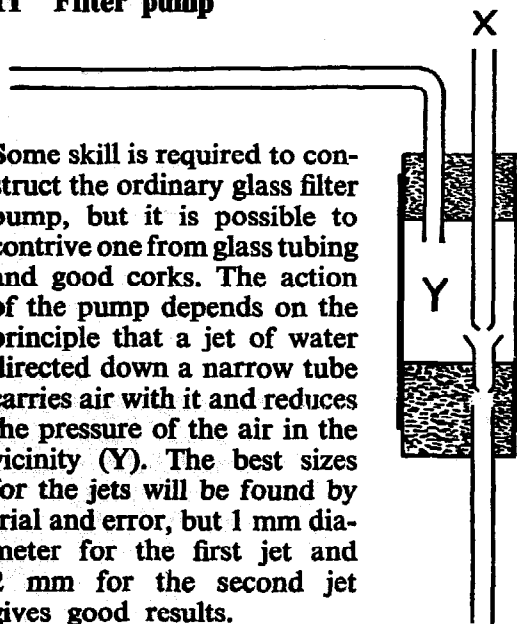 Filter pump
X
Some skill is required to con-
struct the ordinary glass filter
pump, but it is possible to
contrive one from glass tubing
and good corks. The action
of the pump depends on the
principle that a jet of water
directed down a narrow tube
carries air with it and reduces
the pressure of the air in the
vicinity (Y). The best sizes
for the jets will be found by
trial and error, but 1 mm dia-
meter for the first jet and
2 mm for the second jet
gives good results.
Y